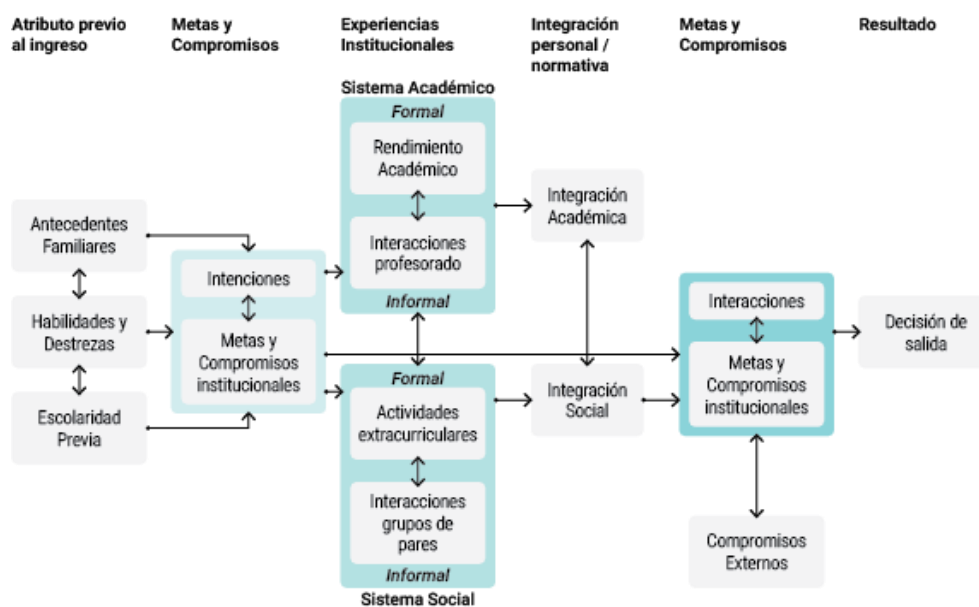 Atributo previo
al ingreso
Metas y
Compromisos
Experiencias
Institucionales
Integración
personal /
normativa
Metas y
Compromisos
Resultado
Sistema Académico
Formal
Rendimiento
Académico
Interacciones
profesorado
Informal
Antecedentes
Familiares
Habilidades y
Destrezas
Escolaridad
Previa
Intenciones
Metas y
Compromisos
institucionales
Formal
Actividades
extracurriculares
Interacciones
grupos de
pares
Informal
Sistema Social
Integración
Académica
Integración
Social
Interacciones
Metas y
Compromisos
institucionales
Compromisos
Externos
Decisión de
salida